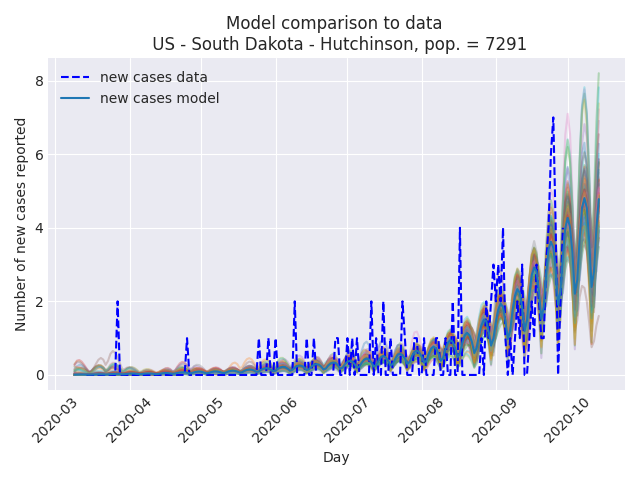 Model comparison to data
US - South Dakota - Hutchinson, pop. = 7291
new cases data
new cases model
Number of new cases reported
8
6
4
2
0
2020-03
2020-04
2020-05
2020-06
2020-07
2020-08
2020-09
2020-10
Day